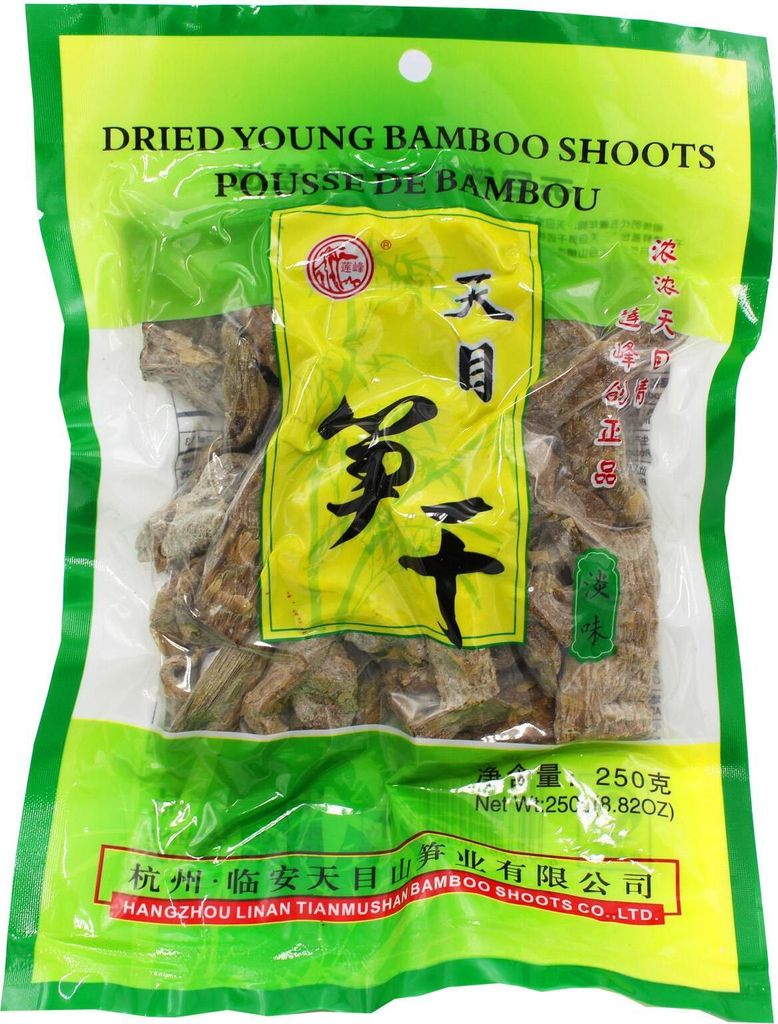 DRIED YOUNG BAMBOO SHOOTS
POUSSE DE BAMBOU
莲峰
®
天目
笋干
浓浓天目情
莲峰的正品
淡味
净含量：250克
Net Wt:250g(8.82OZ)
杭州·临安天目山笋业有限公司
HANGZHOU LINAN TIANMUSHAN BAMBOO SHOOTS CO.,LTD.